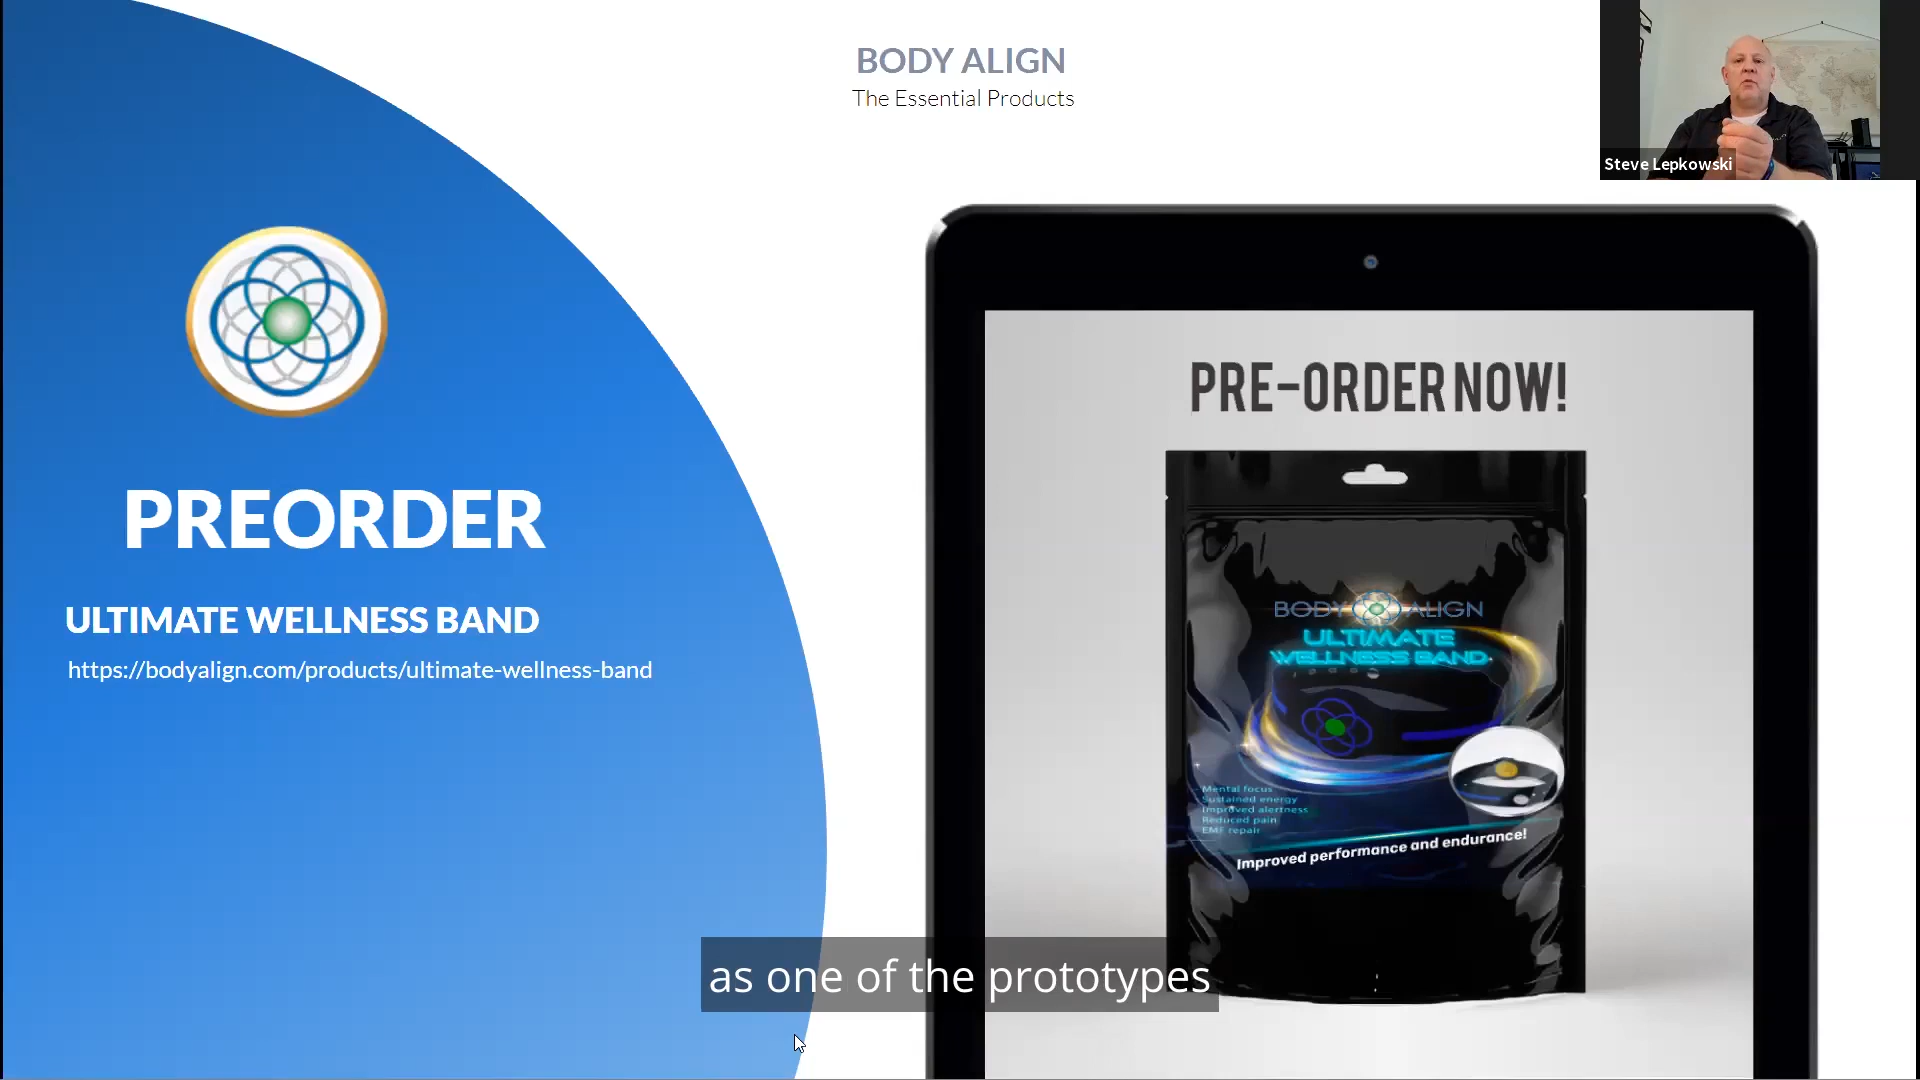 BODY ALIGN
The Essential Products
Steve Lepkowski
PREORDER
ULTIMATE WELLNESS BAND
https://bodyalign.com/products/ultimate-wellness-band
PRE-ORDER NOW!
BODY ALIGN
ULTIMATE
WELLNESS BAND
Mental focus
Sustained energy
Improved alertness
Reduced pain
EMF repair
Improved performance and endurance!
as one of the prototypes